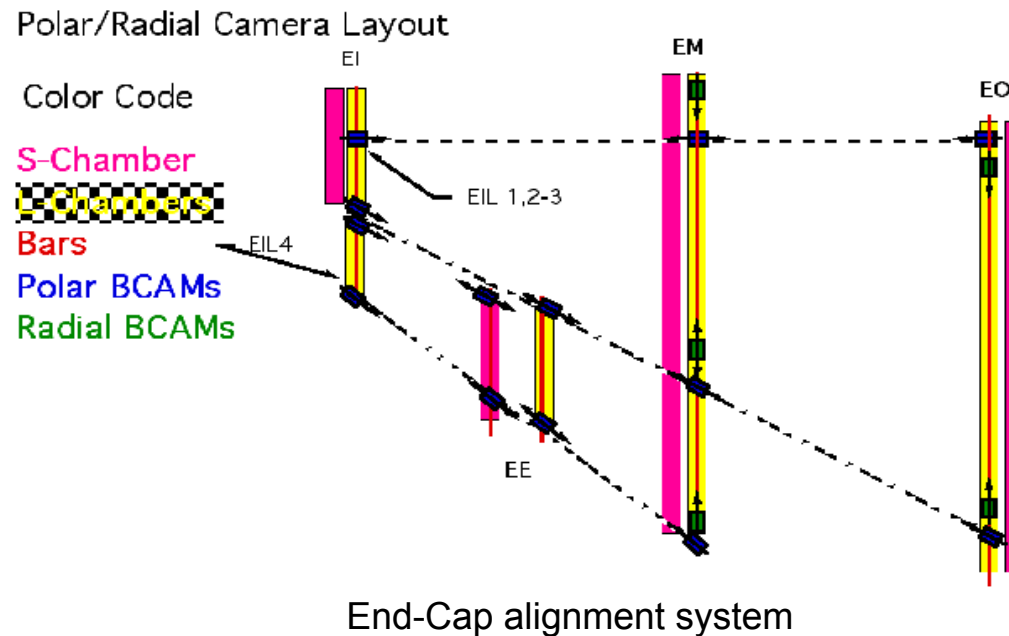 Polar/Radial Camera Layout
EI
EM
EO
Color Code
S-Chamber
L-Chambers
Bars
Polar BCAMs
Radial BCAMs
EIL 1,2-3
EIL4
EE
End-Cap alignment system